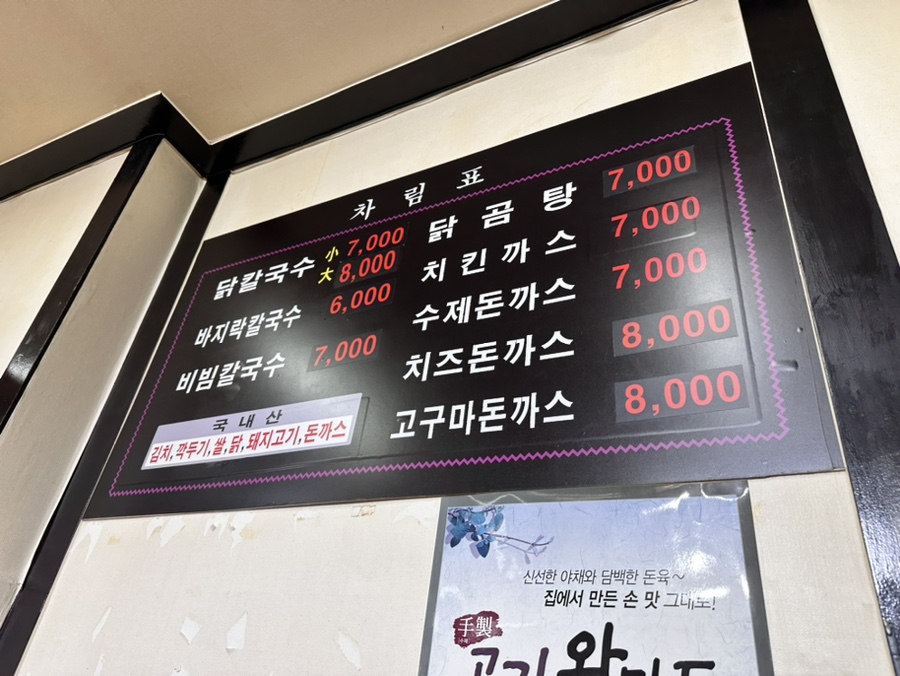 차림표
닭칼국수 小 7,000
大 8,000
바지락칼국수 6,000
비빔칼국수 7,000
국내산
김치,깍두기,쌀,닭,돼지고기,돈까스
닭곰탕 7,000
치킨까스 7,000
수제돈까스 7,000
치즈돈까스 8,000
고구마돈까스 8,000
신선한 야채와 담백한 돈육~
집에서 만든 손 맛 그대로!
手製